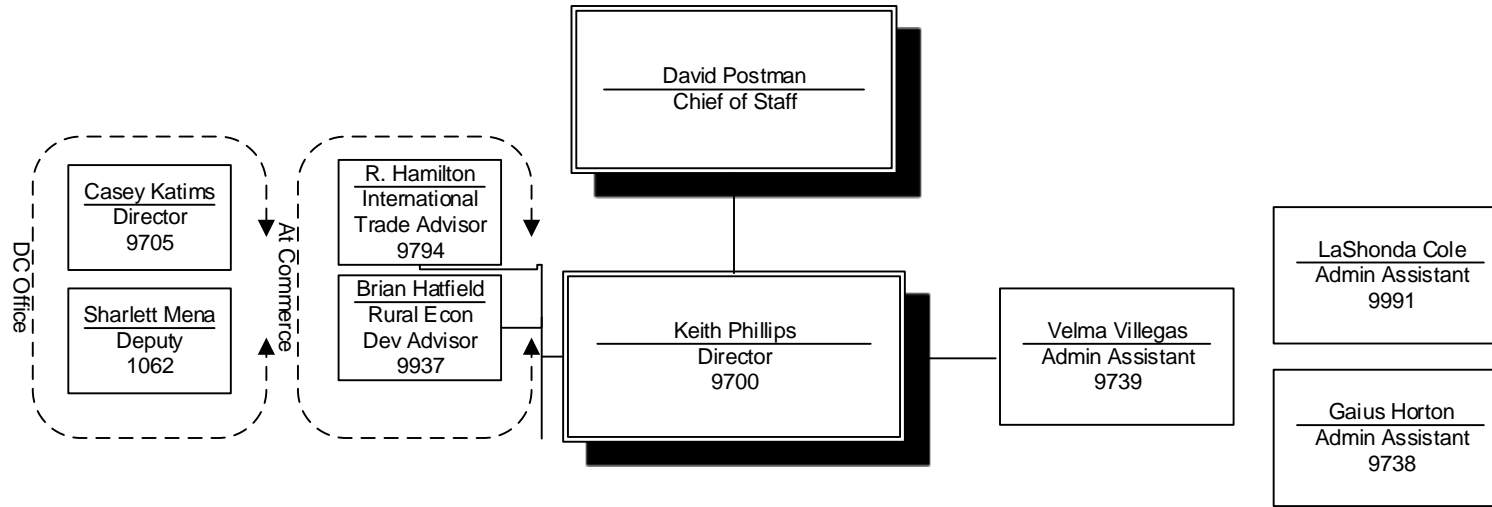 David Postman
Chief of Staff
DC Office
Casey Katims
Director
9705
Sharlett Mena
Deputy
1062
At Commerce
R. Hamilton
International
Trade Advisor
9794
Brian Hatfield
Rural Econ
Dev Advisor
9937
Keith Phillips
Director
9700
Velma Villegas
Admin Assistant
9739
LaShonda Cole
Admin Assistant
9991
Gaius Horton
Admin Assistant
9738